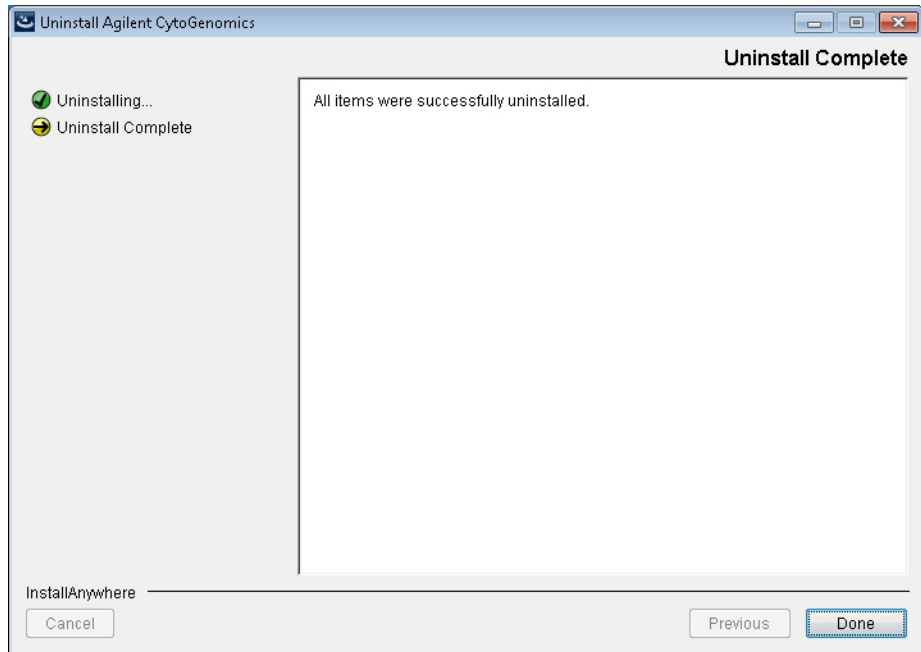 Uninstall Agilent CytoGenomics
Uninstall Complete
Uninstalling...
Uninstall Complete
All items were successfully uninstalled.
InstallAnywhere
Cancel
Previous
Done